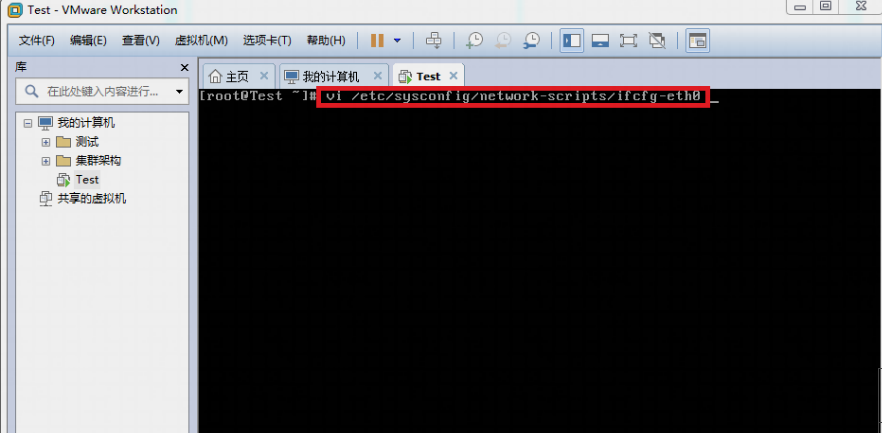 Test - VMware Workstation
文件(F) 编辑(E) 查看(V) 虚拟机(M) 选项卡(T) 帮助(H)
库
主页 我的计算机 Test
在此处键入内容进行...
[root@Test ~]# vi /etc/sysconfig/network-scripts/ifcfg-eth0 _
我的计算机
测试
集群架构
Test
共享的虚拟机